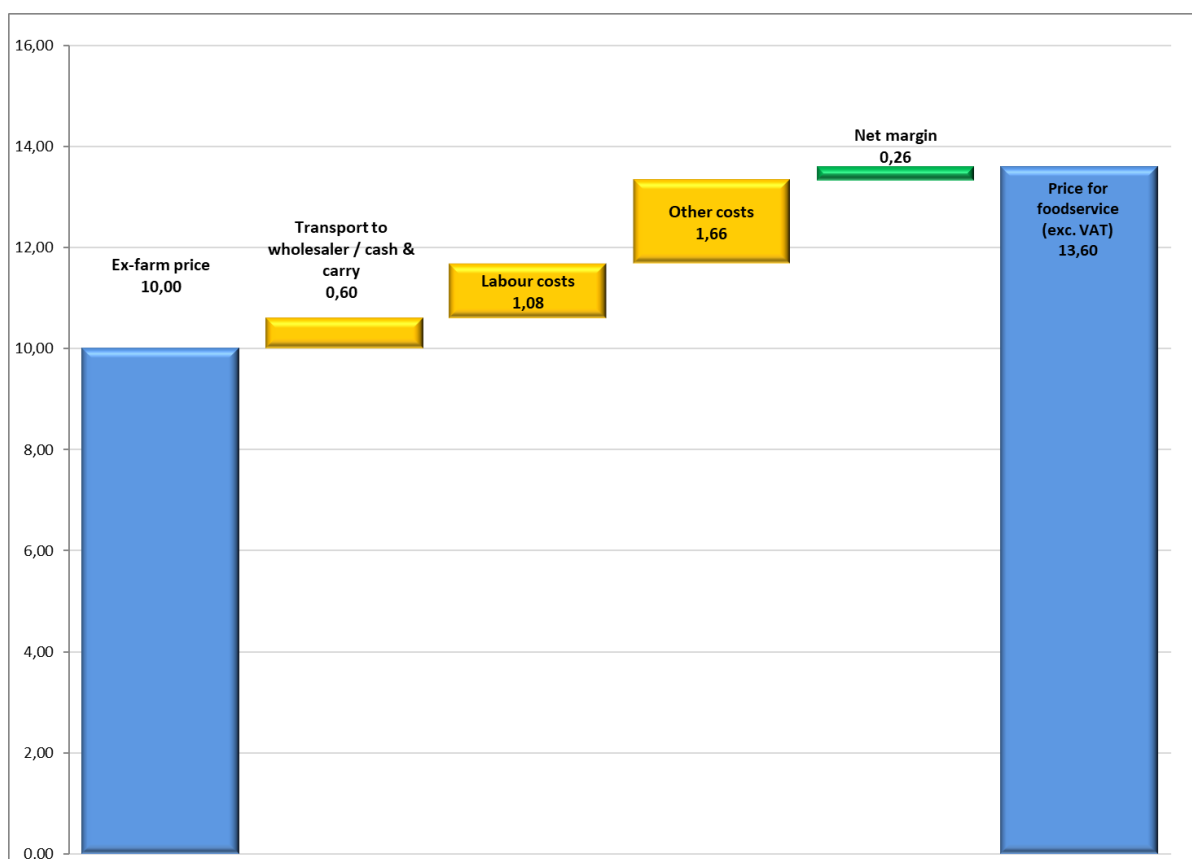 16,00
14,00
12,00
10,00
8,00
6,00
4,00
2,00
0,00
Ex-farm price
10,00
Transport to
wholesaler / cash &
carry
0,60
Labour costs
1,08
Other costs
1,66
Net margin
0,26
Price for
foodservice
(exc. VAT)
13,60